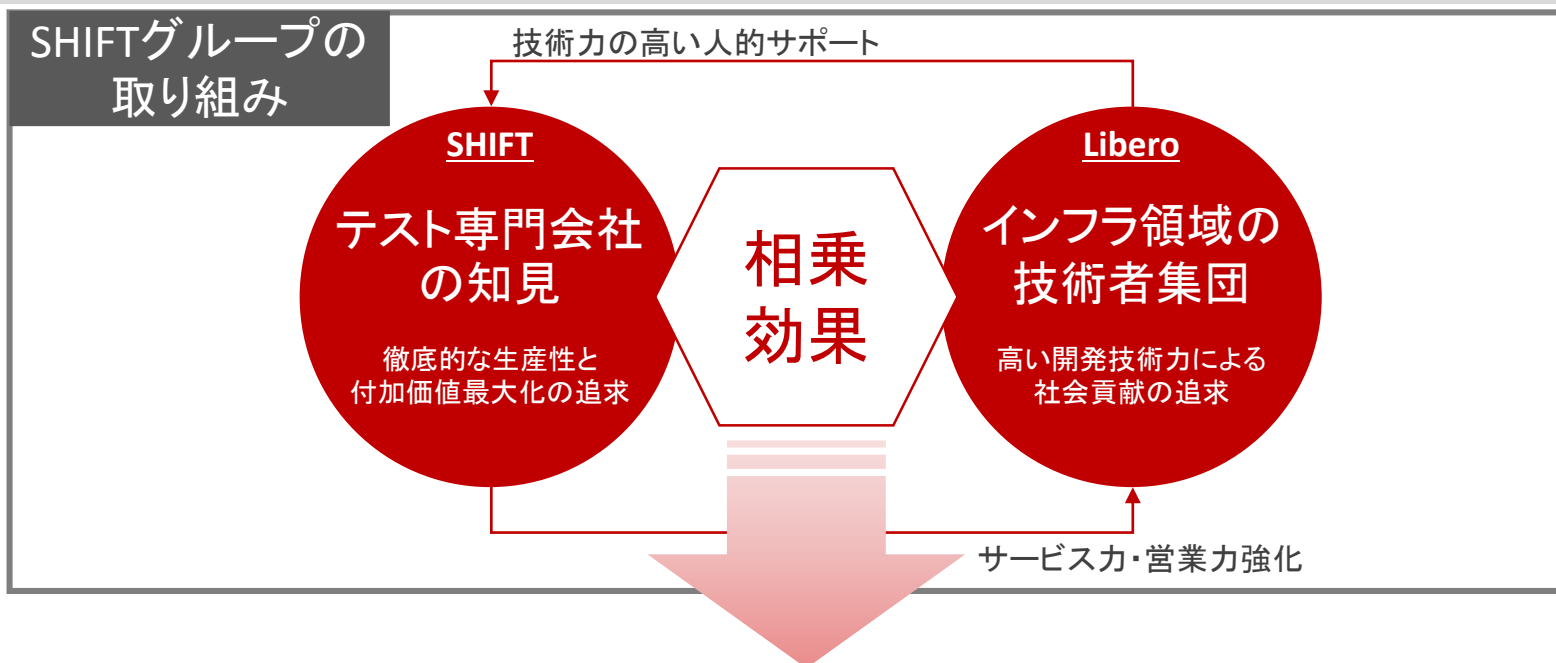 SHIFTグループの
取り組み
技術力の高い人的サポート
SHIFT
テスト専門会社
の知見
徹底的な生産性と
付加価値最大化の追求
相乗
効果
Libero
インフラ領域の
技術者集団
高い開発技術力による
社会貢献の追求
サービス力・営業力強化